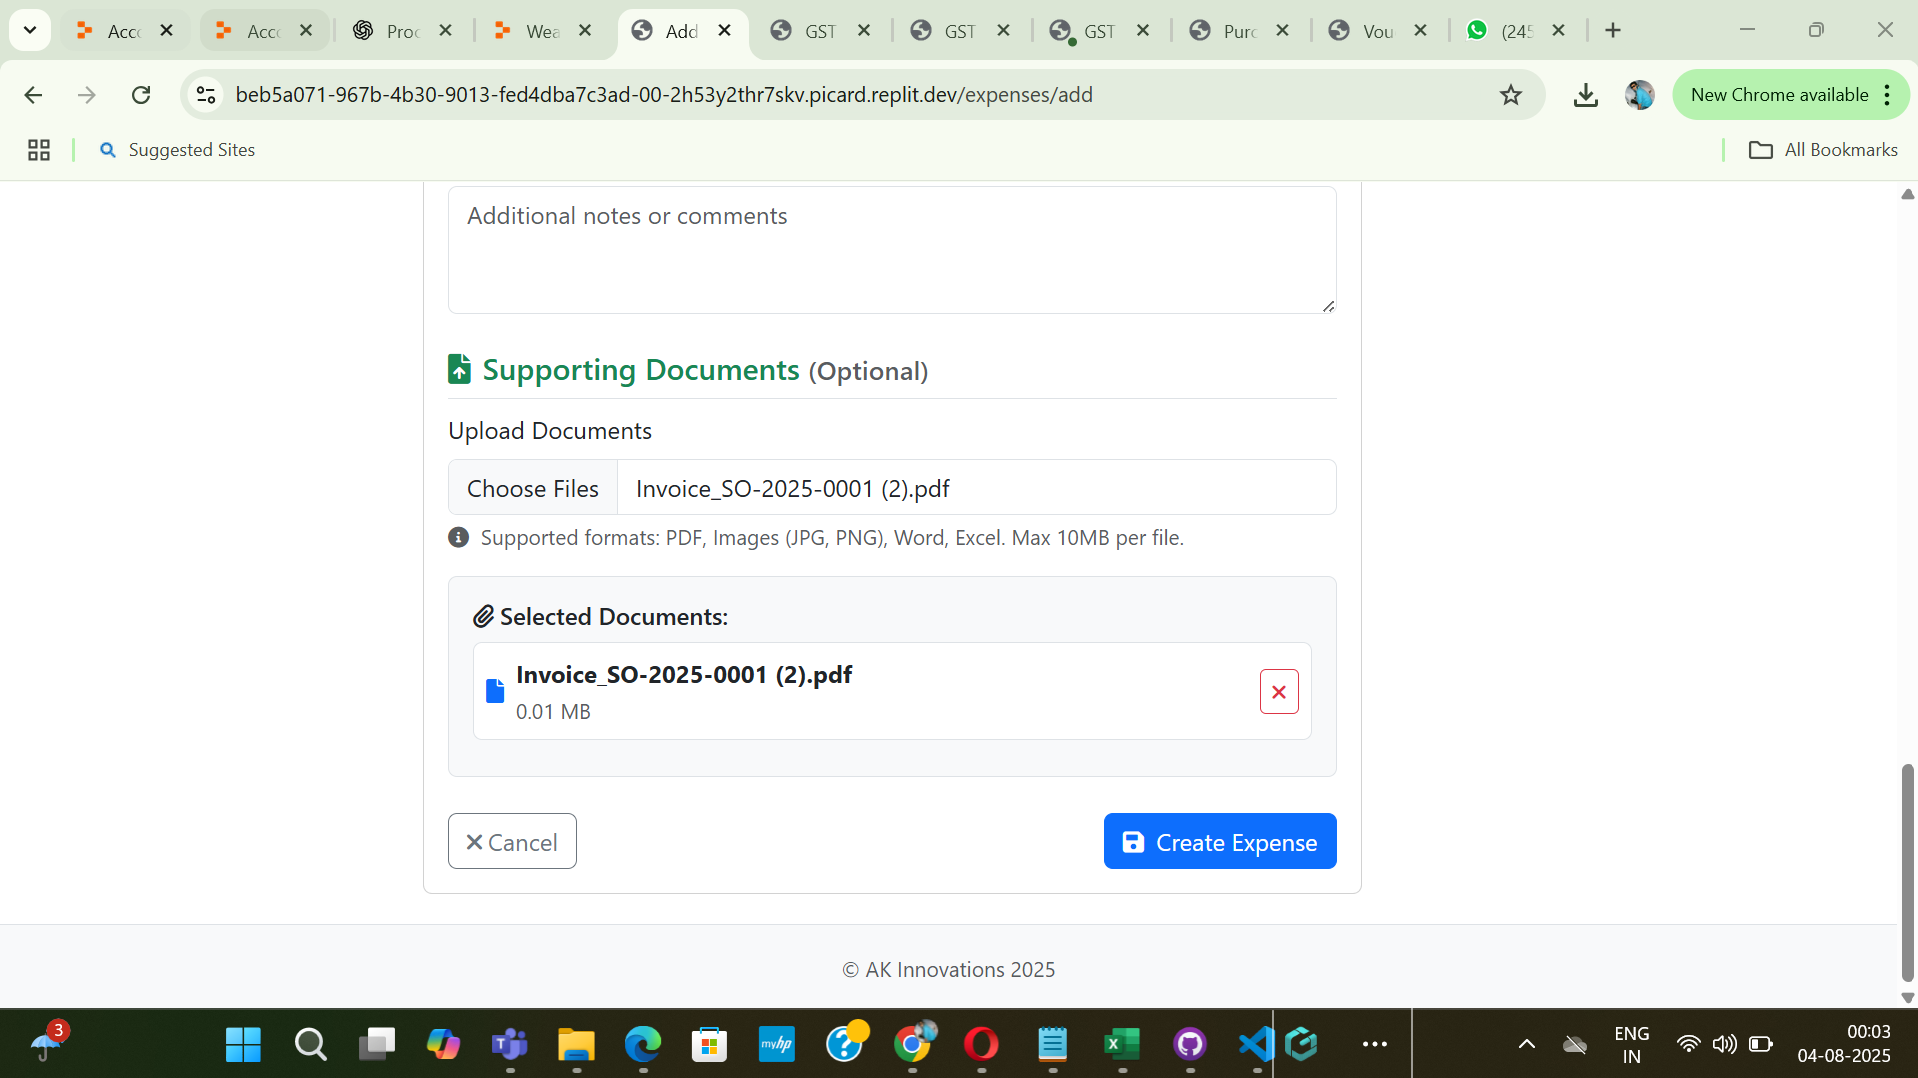 Acc
Acc
Proc
Wea
Add
GST
GST
GST
Purc
Vou
(245
beb5a071-967b-4b30-9013-fed4dba7c3ad-00-2h53y2thr7skv.picard.replit.dev/expenses/add
New Chrome available
Suggested Sites
All Bookmarks
Additional notes or comments
Supporting Documents (Optional)
Upload Documents
Choose Files Invoice_SO-2025-0001 (2).pdf
Supported formats: PDF, Images (JPG, PNG), Word, Excel. Max 10MB per file.
Selected Documents:
Invoice_SO-2025-0001 (2).pdf
0.01 MB
Cancel
Create Expense
© AK Innovations 2025
3
myhp
ENG
IN
00:03
04-08-2025